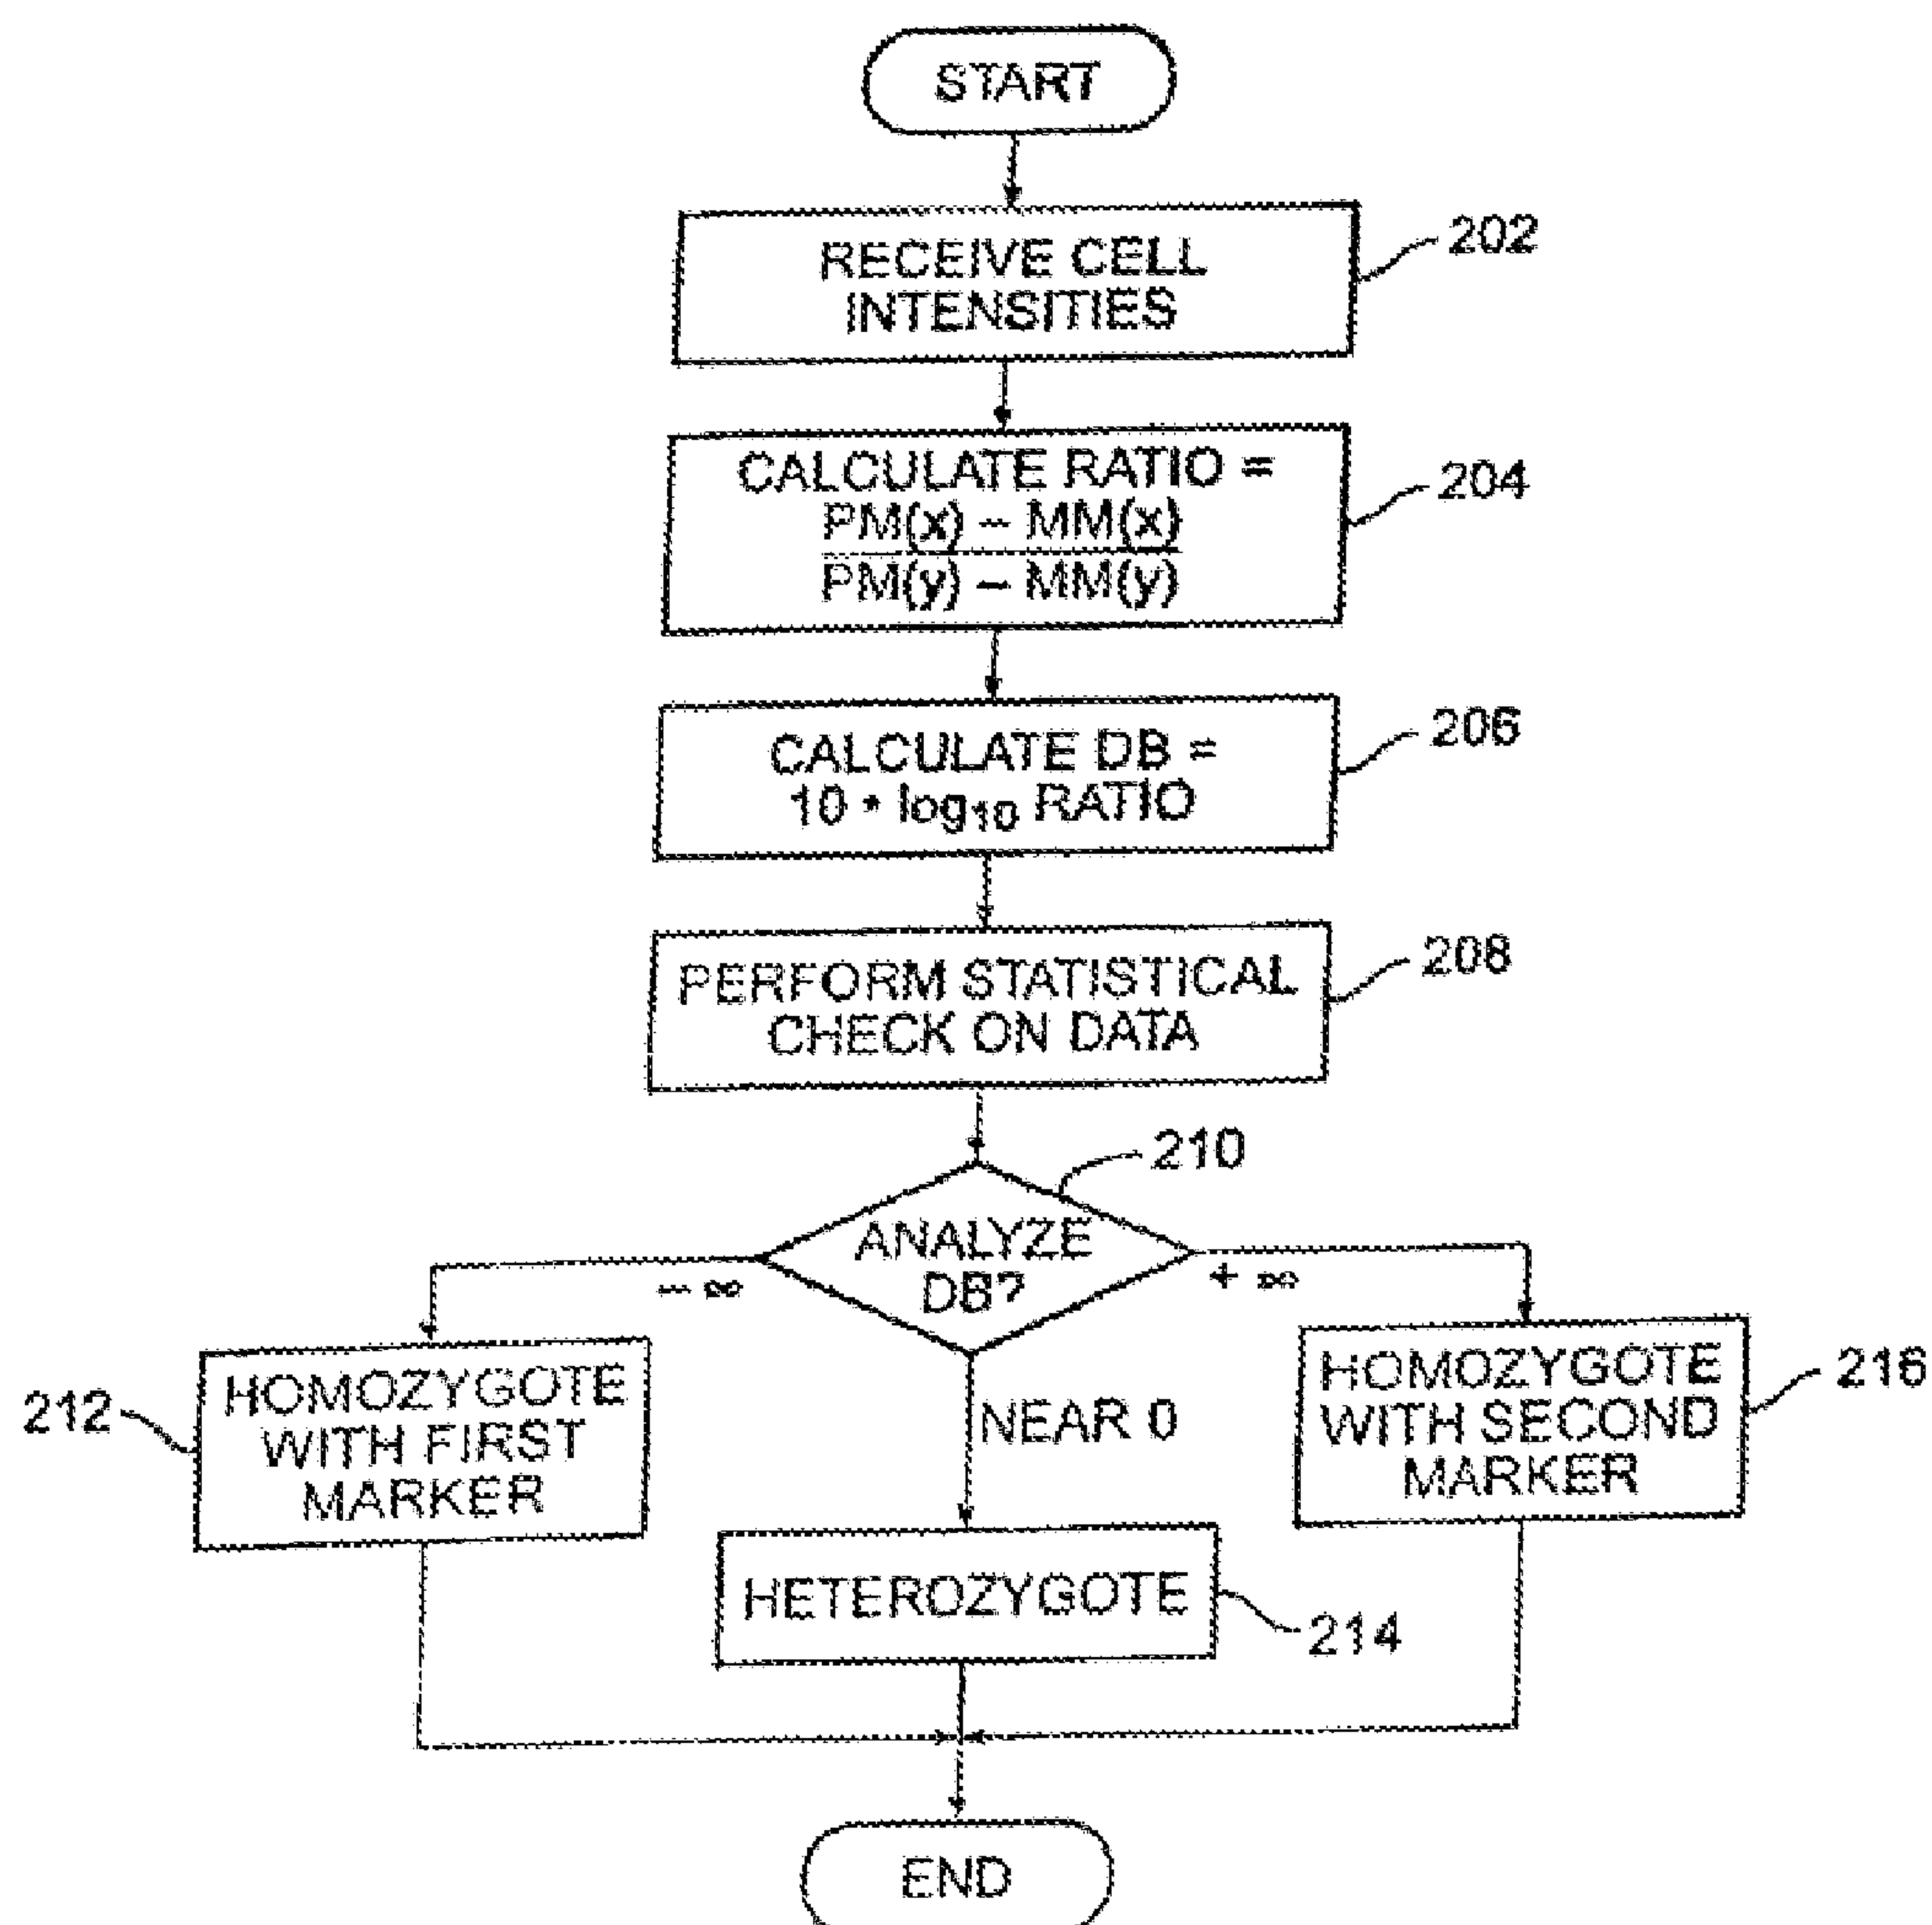 START
RECEIVE CELL
INTENSITIES
202
CALCULATE RATIO =
PM(x) – MM(x)
PM(y) – MM(y)
204
CALCULATE DB =
10 * log₁₀ RATIO
206
PERFORM STATISTICAL
CHECK ON DATA
208
210
ANALYZE
DB?
– ∞
+ ∞
NEAR 0
212
HOMOZYGOTE
WITH FIRST
MARKER
HOMOZYGOTE
WITH SECOND
MARKER
216
HETEROZYGOTE
214
END